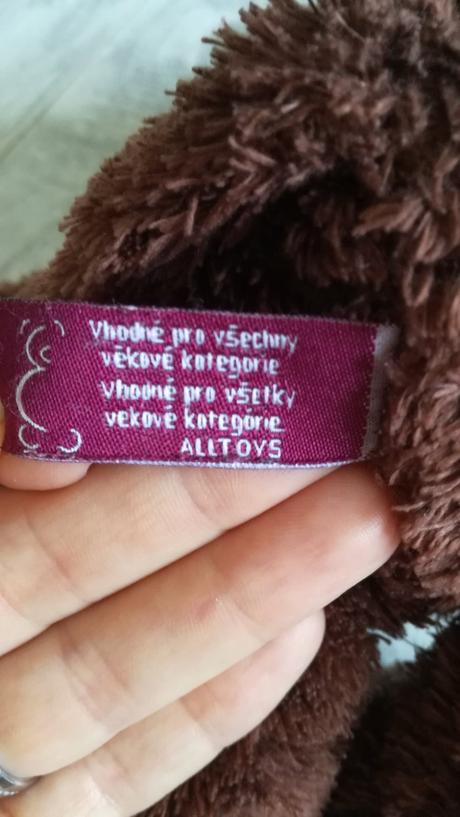 Vhodné pro všechny
věkové kategorie
Vhodné pro všetky
vekové kategórie
ALLTOYS